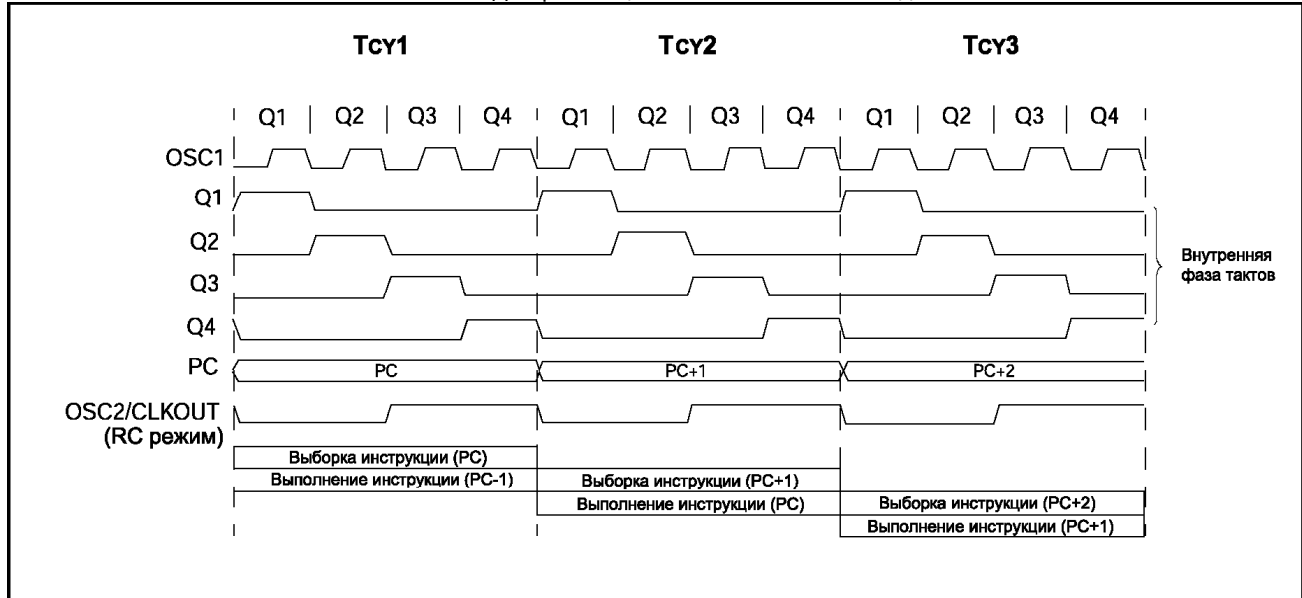 TCY1 TCY2 TCY3
Q1 | Q2 | Q3 | Q4 | Q1 | Q2 | Q3 | Q4 | Q1 | Q2 | Q3 | Q4
OSC1
Q1
Q2
Q3
Q4
Внутренняя
фаза тактов
PC PC PC+1 PC+2
OSC2/CLKOUT
(RC режим)
Выборка инструкции (PC)
Выполнение инструкции (PC-1) Выборка инструкции (PC+1)
Выполнение инструкции (PC) Выборка инструкции (PC+2)
Выполнение инструкции (PC+1)